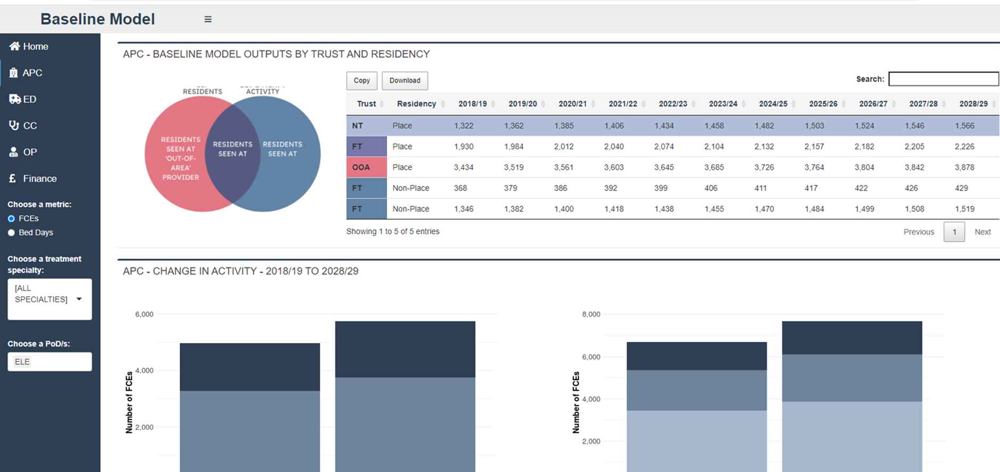 Baseline Model
Home
APC
ED
CC
OP
Finance
Choose a metric:
FCEs
Bed Days
Choose a treatment
specialty:
[ALL
SPECIALTIES]
Choose a PoD/s:
ELE
APC - BASELINE MODEL OUTPUTS BY TRUST AND RESIDENCY
RESIDENTS
ACTIVITY
RESIDENTS
SEEN AT
'OUT-OF-
AREA'
PROVIDER
RESIDENTS
SEEN AT
RESIDENTS
SEEN AT
Copy Download
Search:
Trust Residency 2018/19 2019/20 2020/21 2021/22 2022/23 2023/24 2024/25 2025/26 2026/27 2027/28 2028/29
NT Place 1,322 1,362 1,385 1,406 1,434 1,458 1,482 1,503 1,524 1,546 1,566
FT Place 1,930 1,984 2,012 2,040 2,074 2,104 2,132 2,157 2,182 2,205 2,226
OOA Place 3,434 3,519 3,561 3,603 3,645 3,685 3,726 3,764 3,804 3,842 3,878
FT Non-Place 368 379 386 392 399 406 411 417 422 426 429
FT Non-Place 1,346 1,382 1,400 1,418 1,438 1,455 1,470 1,484 1,499 1,508 1,519
Showing 1 to 5 of 5 entries
Previous 1 Next
APC - CHANGE IN ACTIVITY - 2018/19 TO 2028/29
Number of FCEs
6,000
4,000
2,000
Number of FCEs
8,000
6,000
4,000
2,000